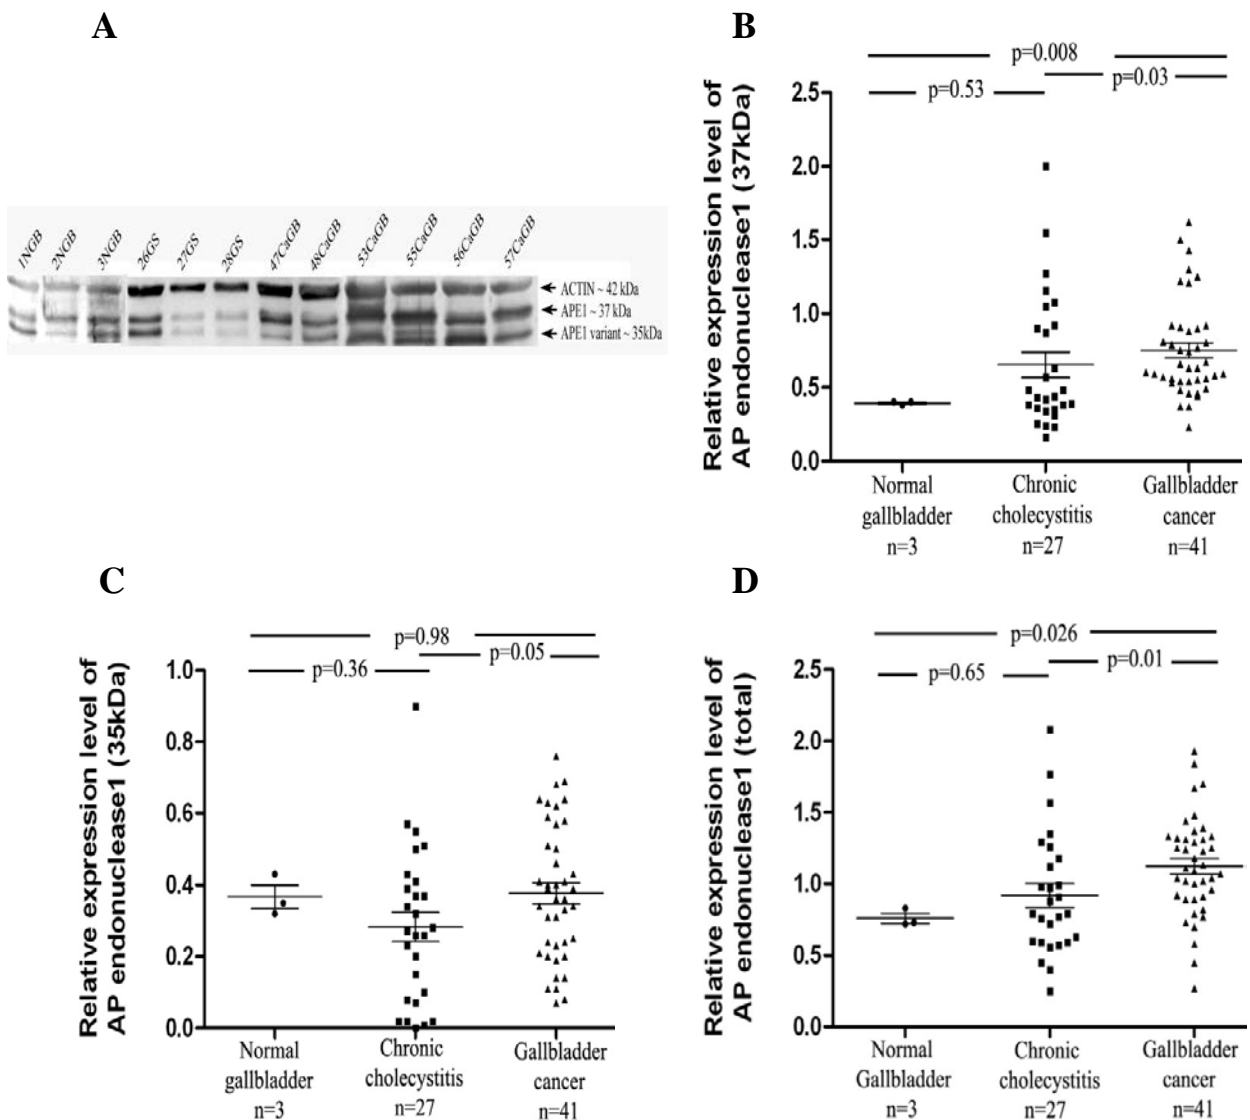 A
1NGB 2NGB 3NGB 26GS 27GS 28GS 47CaGB 48CaGB 53CaGB 55CaGB 56CaGB 57CaGB
ACTIN ~ 42 kDa
APE1 ~ 37 kDa
APE1 variant ~ 35kDa
B
p=0.008
p=0.53
p=0.03
Relative expression level of
AP endonuclease1 (37kDa)
2.5
2.0
1.5
1.0
0.5
0.0
Normal
gallbladder
n=3
Chronic
cholecystitis
n=27
Gallbladder
cancer
n=41
C
p=0.98
p=0.36
p=0.05
Relative expression level of
AP endonuclease1 (35kDa)
1.0
0.8
0.6
0.4
0.2
0.0
Normal
gallbladder
n=3
Chronic
cholecystitis
n=27
Gallbladder
cancer
n=41
D
p=0.026
p=0.65
p=0.01
Relative expression level of
AP endonuclease1 (total)
2.5
2.0
1.5
1.0
0.5
0.0
Normal
Gallbladder
n=3
Chronic
cholecystitis
n=27
Gallbladder
cancer
n=41